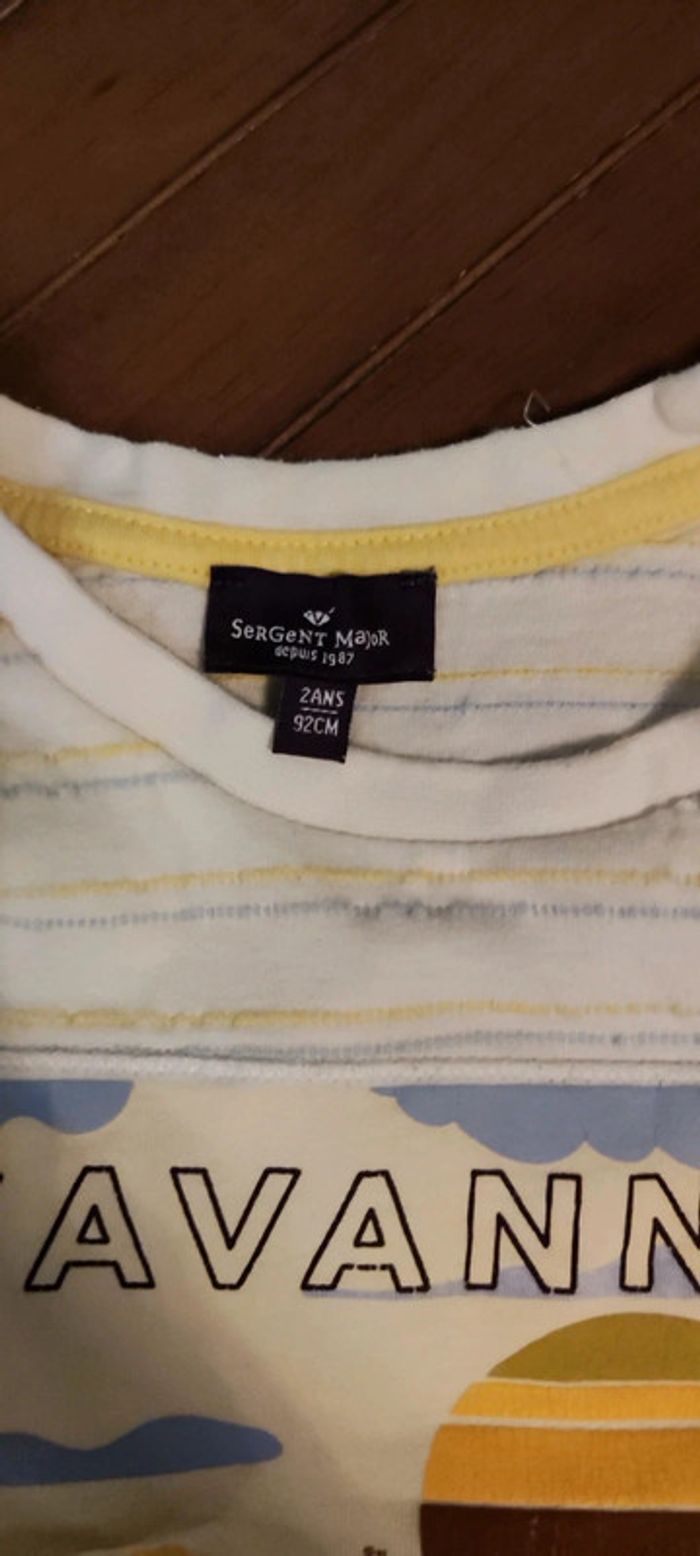 SeRGeNT MajoR
depuis 1987
2ANS
92CM
AVANN